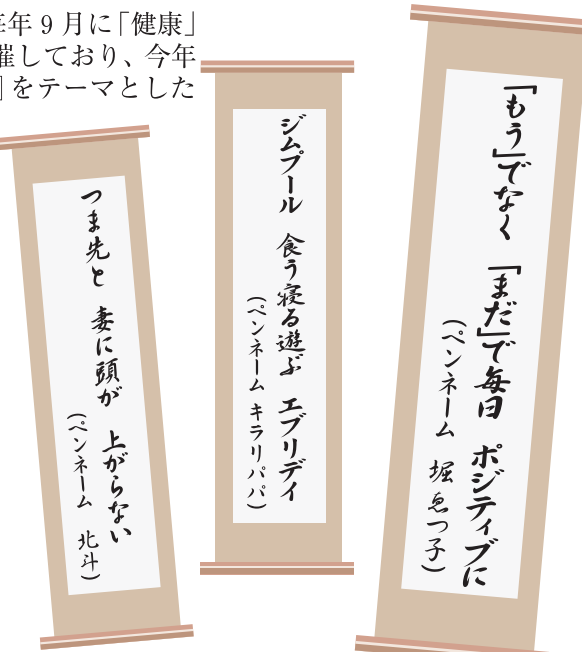 毎年９月に「健康」
催しており、今年
」をテーマとした
「もう」でなく　「まだ」で毎日　ポジティブに
（ペンネーム　堀　ゑつ子）
ジムプール　食う寝る遊ぶ　エブリデイ
（ペンネーム　キラリパパ）
つま先と　妻に頭が　上がらない
（ペンネーム　北斗）